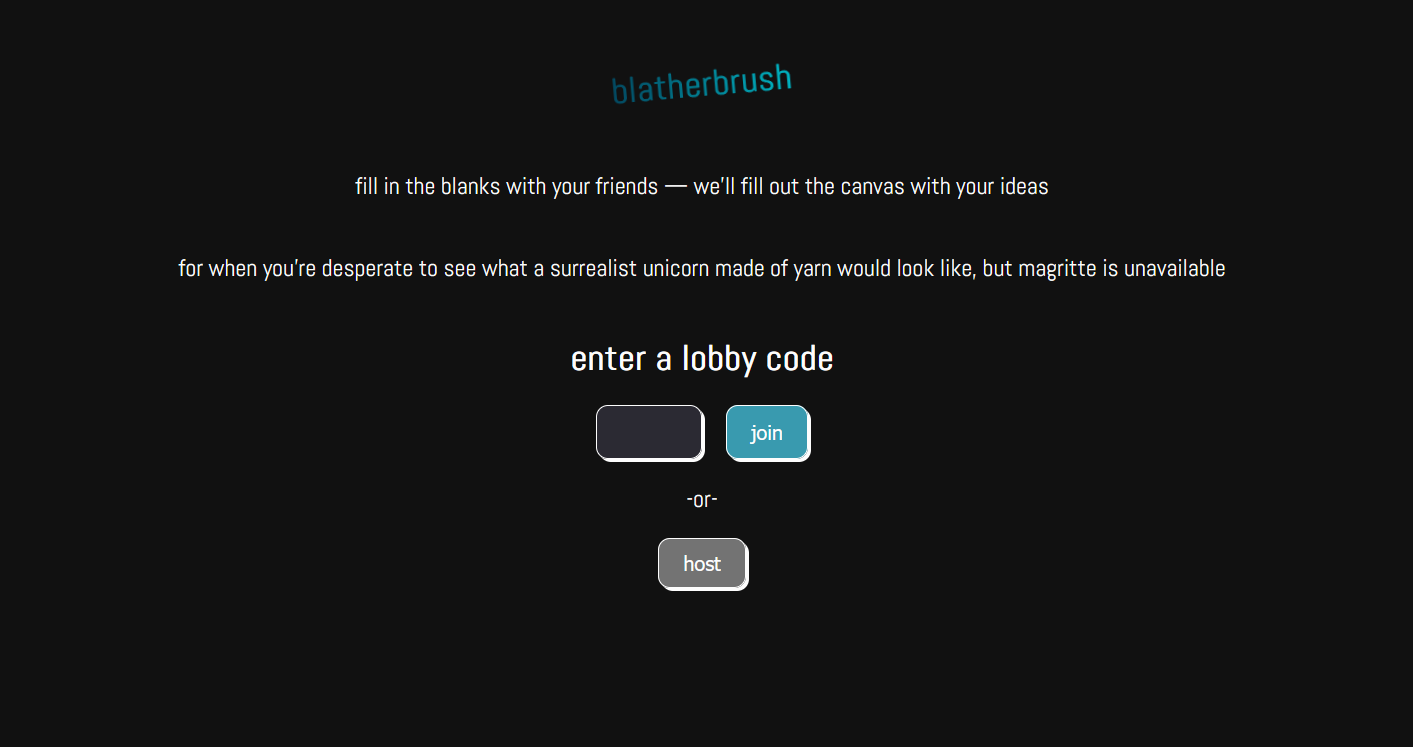 blatherbrush
fill in the blanks with your friends — we'll fill out the canvas with your ideas
for when you're desperate to see what a surrealist unicorn made of yarn would look like, but magritte is unavailable
enter a lobby code
join
-or-
host